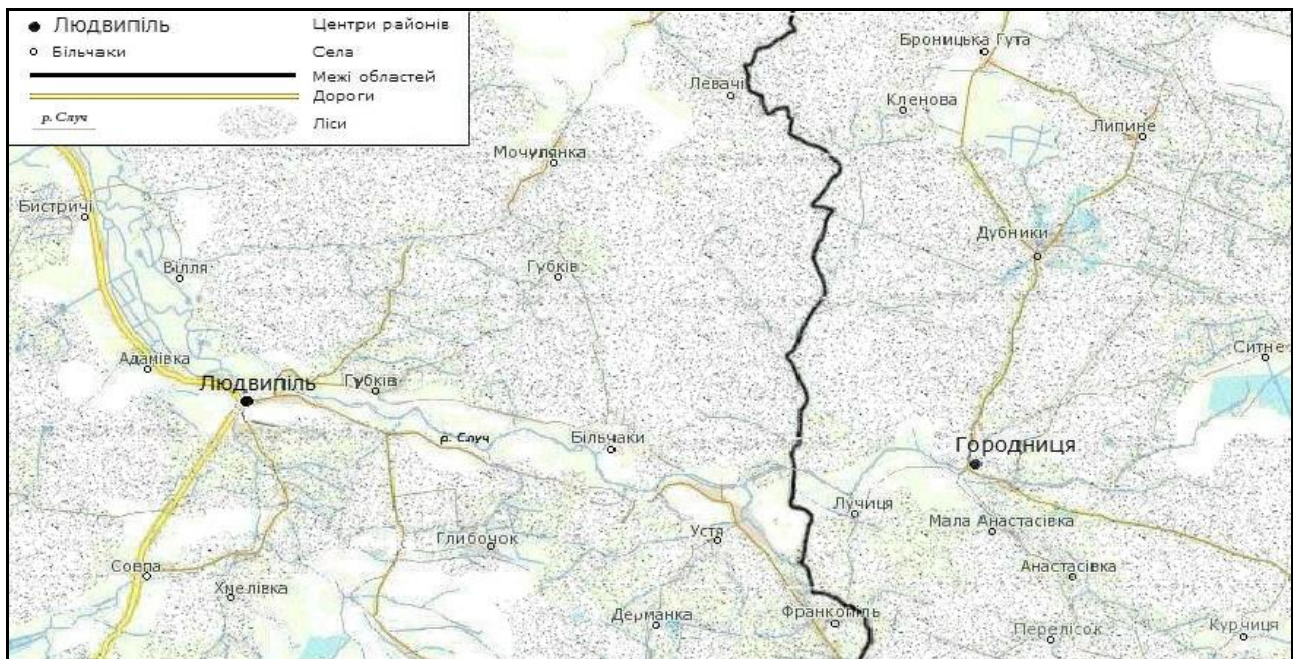 Людвипіль
Центри районів
Більчаки
Села
Межі областей
Дороги
р. Случ
Ліси
Броницька Гута
Левачі
Кленова
Липине
Мочулянка
Бистричі
Дубники
Вілля
Губків
Ситне
Адамівка
Людвипіль
Губків
р. Случ
Більчаки
Городниця
Лучиця
Мала Анастасівка
Устя
Глибочок
Совпа
Анастасівка
Хмелівка
Дерманка
Франкопіль
Перелісок
Курчиця